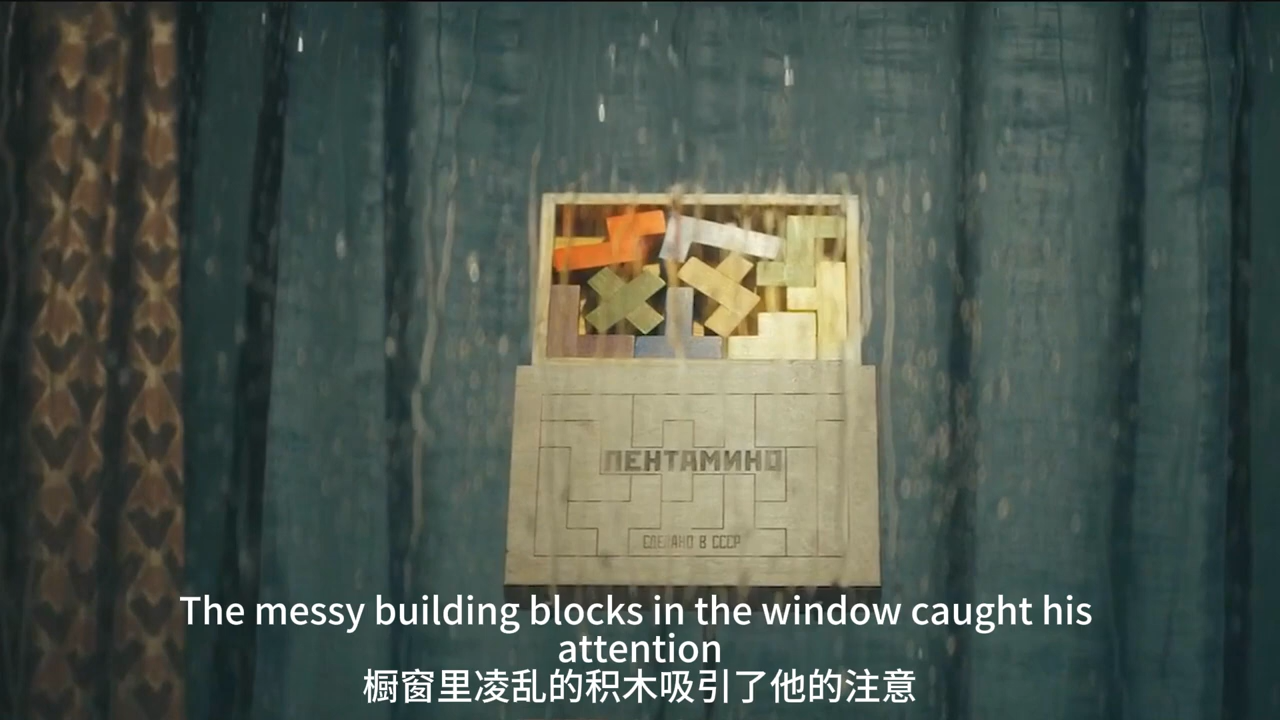 ПЕНТАМИНО
СДЕЛАНО В СССР
The messy building blocks in the window caught his
attention
橱窗里凌乱的积木吸引了他的注意